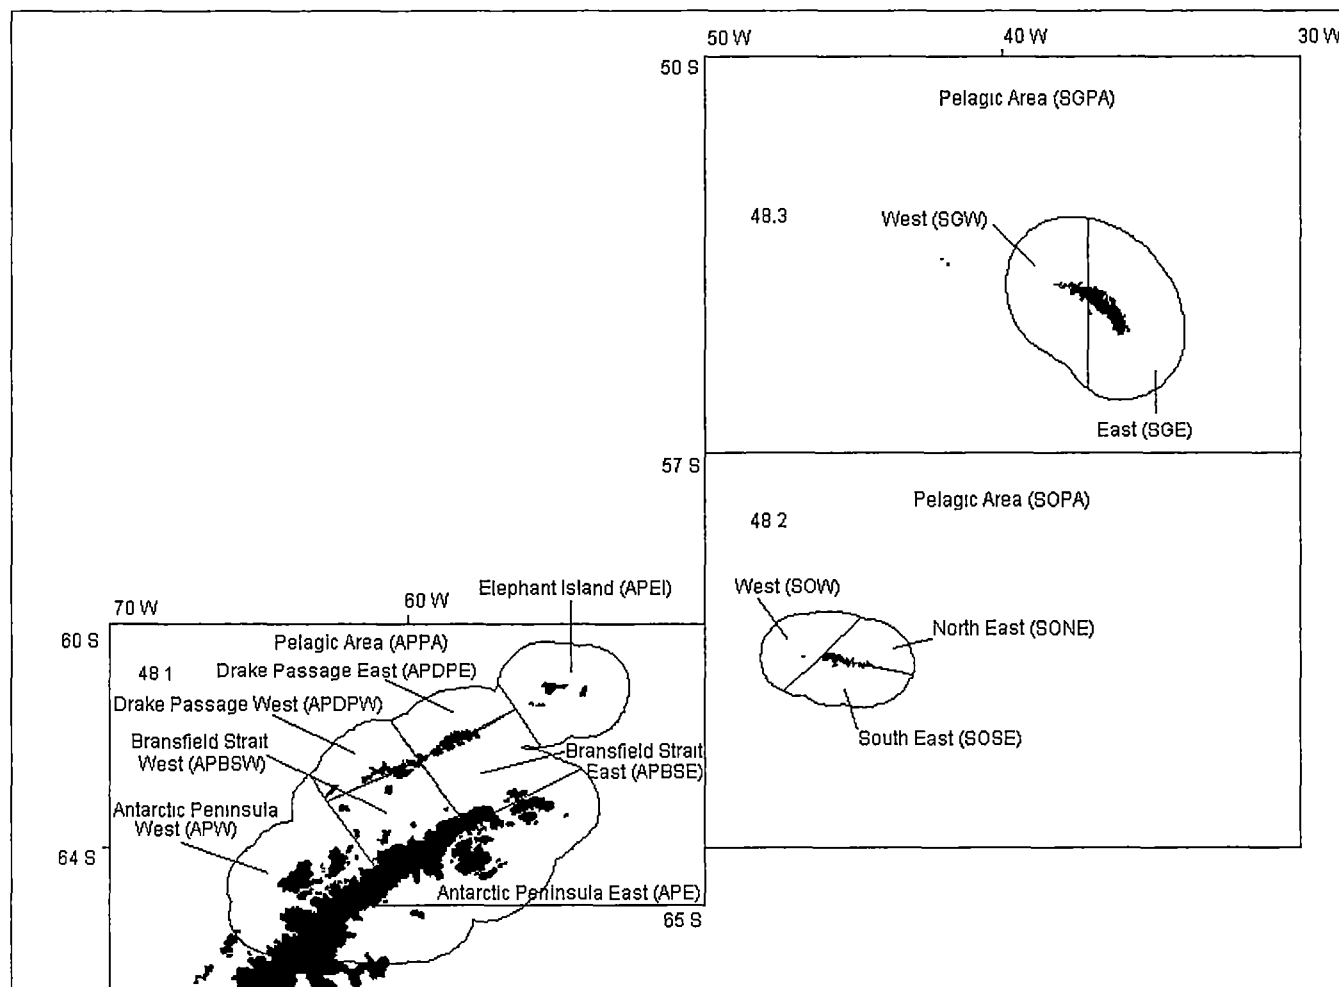 50 W
40 W
30 W
50 S
Pelagic Area (SGPA)
48.3
West (SGW)
East (SGE)
57 S
Pelagic Area (SOPA)
48 2
West (SOW)
North East (SONE)
South East (SOSE)
Elephant Island (APEI)
70 W
60 W
60 S
Pelagic Area (APPA)
48 1
Drake Passage East (APDPE)
Drake Passage West (APDPW)
Bransfield Strait
West (APBSW)
Bransfield Strait
East (APBSE)
Antarctic Peninsula
West (APW)
64 S
Antarctic Peninsula East (APE)
65 S